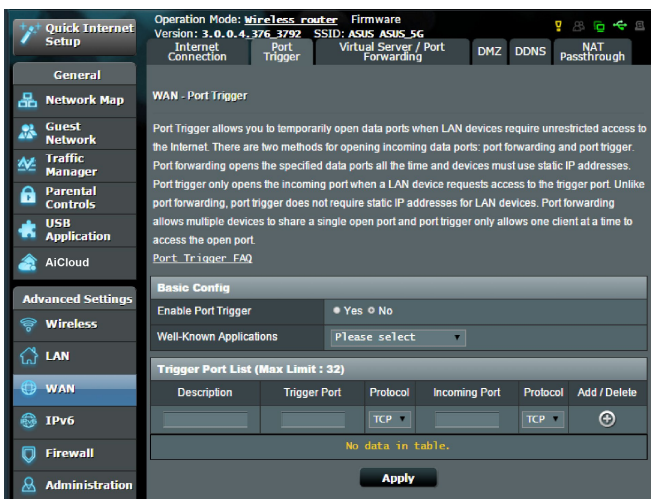 Quick Internet
Setup
Operation Mode: Wireless router Firmware
Version: 3.0.0.4.376_3792 SSID: ASUS ASUS_5G
Internet
Connection
Port
Trigger
Virtual Server / Port
Forwarding
DMZ
DDNS
NAT
Passthrough
General
Network Map
Guest
Network
Traffic
Manager
Parental
Controls
USB
Application
AiCloud
Advanced Settings
Wireless
LAN
WAN
IPv6
Firewall
Administration
WAN - Port Trigger
Port Trigger allows you to temporarily open data ports when LAN devices require unrestricted access to
the Internet. There are two methods for opening incoming data ports: port forwarding and port trigger.
Port forwarding opens the specified data ports all the time and devices must use static IP addresses.
Port trigger only opens the incoming port when a LAN device requests access to the trigger port. Unlike
port forwarding, port trigger does not require static IP addresses for LAN devices. Port forwarding
allows multiple devices to share a single open port and port trigger only allows one client at a time to
access the open port.
Port Trigger FAQ
Basic Config
Enable Port Trigger Yes No
Well-Known Applications Please select
Trigger Port List (Max Limit : 32)
Description Trigger Port Protocol Incoming Port Protocol Add / Delete
TCP TCP
No data in table.
Apply